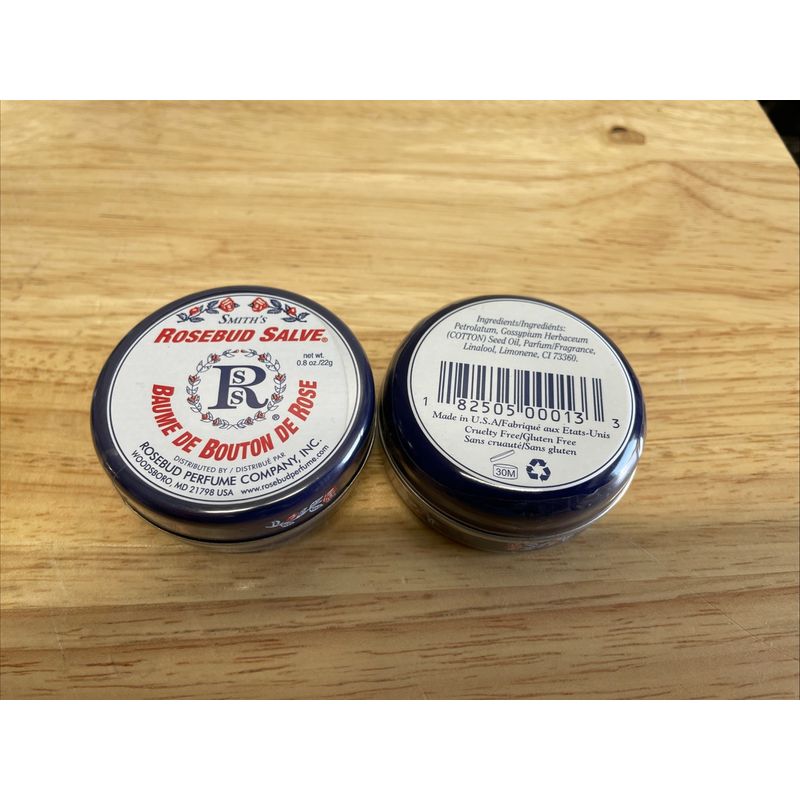 SMITH'S
ROSEBUD SALVE®
net wt.
0.8 oz./22g
RSS
®
BAUME DE BOUTON DE ROSE
DISTRIBUTED BY / DISTRIBUÉ PAR
ROSEBUD PERFUME COMPANY, INC.
WOODSBORO, MD 21798 USA www.rosebudperfume.com
Ingredients/Ingrediénts:
Petrolatum, Gossypium Herbaceum
(COTTON) Seed Oil, Parfum/Fragrance,
Linalool, Limonene, CI 73360.
1 82505 00013 3
Made in U.S.A/Fabriqué aux Etats-Unis
Cruelty Free/Gluten Free
Sans cruauté/Sans gluten
30M